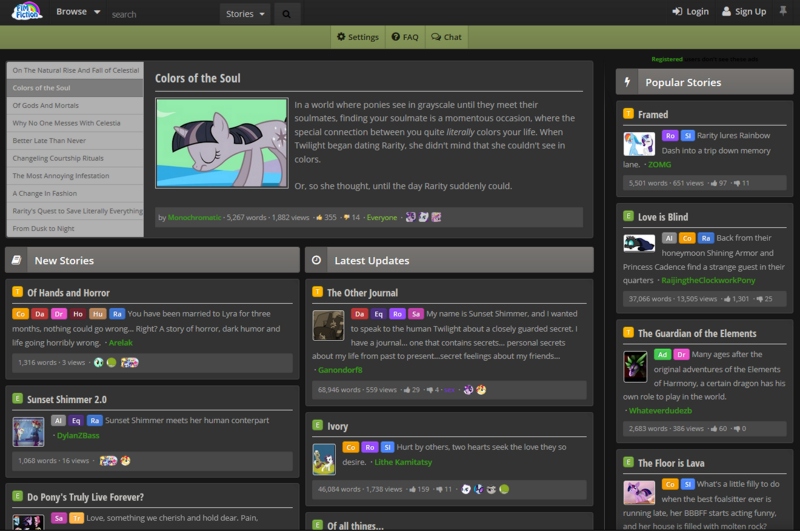 FIM Fiction
Browse
search
Stories
Login
Sign Up
Settings
FAQ
Chat
On The Natural Rise And Fall of Celestial
Colors of the Soul
Of Gods And Mortals
Why No One Messes With Celestia
Better Late Than Never
Changeling Courtship Rituals
The Most Annoying Infestation
A Change In Fashion
Rarity's Quest to Save Literally Everything
From Dusk to Night
Colors of the Soul
In a world where ponies see in grayscale until they meet their
soulmates, finding your soulmate is a momentous occasion, where the
special connection between you quite literally colors your life. When
Twilight began dating Rarity, she didn't mind that she couldn't see in
colors.
Or, so she thought, until the day Rarity suddenly could.
by Monochromatic · 5,267 words · 1,882 views · 355 · 14 · Everyone ·
New Stories
T Of Hands and Horror
Co Da Dr Ho Hu Ra You have been married to Lyra for three
months, nothing could go wrong... Right? A story of horror, dark humor and
life going horribly wrong. · Arelak
1,316 words · 3 views ·
E Sunset Shimmer 2.0
Al Eq Ra Sunset Shimmer meets her human conterpart
· DylanZBass
1,068 words · 16 views ·
E Do Pony's Truly Live Forever?
Sa Tr Love, something we cherish and hold dear. Pain,
Latest Updates
T The Other Journal
Da Eq Ro Sa My name is Sunset Shimmer, and I wanted
to speak to the human Twilight about a closely guarded secret. I
have a journal... one that contains secrets... personal secrets
about my life from past to present...secret feelings about my friends...
· Ganondorf8
68,946 words · 559 views · 29 · 4 ·
E Ivory
Co Ro Sl Hurt by others, two hearts seek the love they so
desire. · Lithe Kamitatsy
46,084 words · 1,738 views · 159 · 11 ·
E Of all things...
Registered
Popular Stories
T Framed
Ro Sl Rarity lures Rainbow
Dash into a trip down memory
lane. · ZOMG
5,501 words · 651 views · 97 · 11
E Love is Blind
Al Co Ra Back from their
honeymoon Shining Armor and
Princess Cadence find a strange guest in their
quarters · RaijingtheClockworkPony
37,066 words · 13,505 views · 1,301 · 25
T The Guardian of the Elements
Ad Dr Many ages after the
original adventures of the Elements
of Harmony, a certain dragon has his
own role to play in the world.
· Whateverdudezb
2,683 words · 386 views · 60 · 0
E The Floor is Lava
Co Sl What's a little filly to do
when the best foalsitter ever is
running late, her BBBFF starts acting funny,
and her house is filled with molten rock?